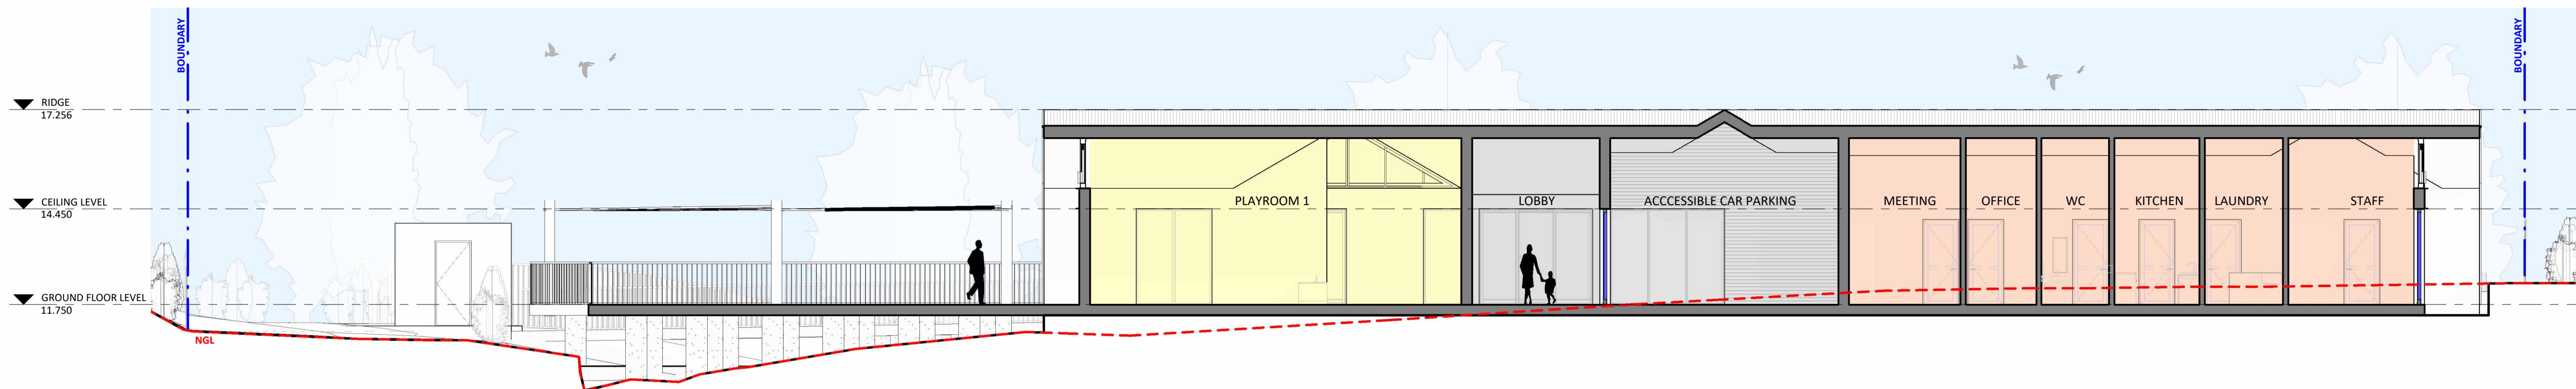 BOUNDARY
BOUNDARY
RIDGE
17.256
CEILING LEVEL
14.450
PLAYROOM 1
LOBBY
ACCCESSIBLE CAR PARKING
MEETING
OFFICE
WC
KITCHEN
LAUNDRY
STAFF
GROUND FLOOR LEVEL
11.750
NGL